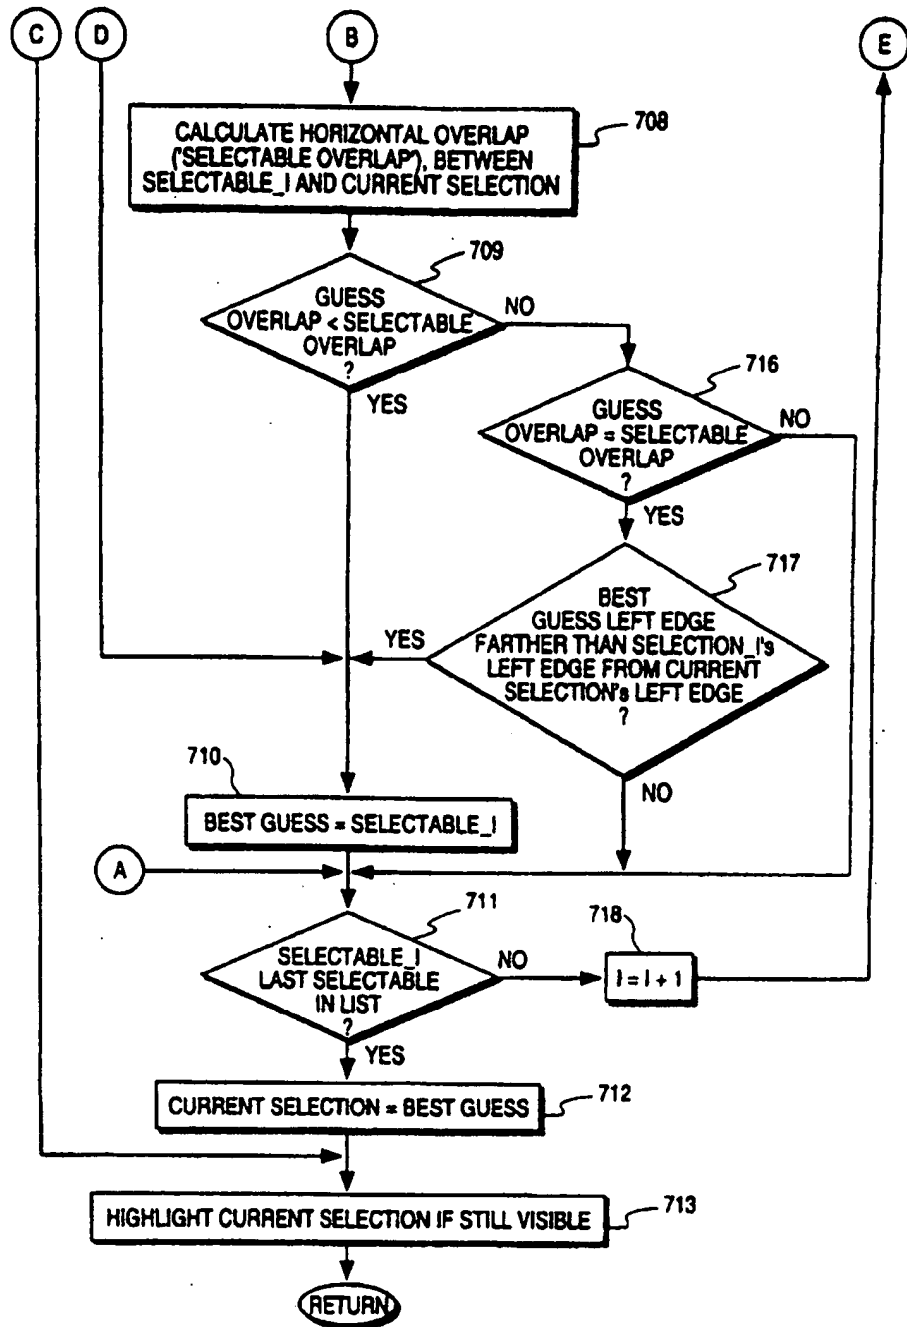 C
D
B
E
708
CALCULATE HORIZONTAL OVERLAP
('SELECTABLE OVERLAP'), BETWEEN
SELECTABLE_I AND CURRENT SELECTION
709
GUESS
OVERLAP < SELECTABLE
OVERLAP
?
NO
YES
716
GUESS
OVERLAP = SELECTABLE
OVERLAP
?
NO
YES
717
BEST
GUESS LEFT EDGE
FARTHER THAN SELECTION_I's
LEFT EDGE FROM CURRENT
SELECTION's LEFT EDGE
?
YES
NO
710
BEST GUESS = SELECTABLE_I
A
711
SELECTABLE_I
LAST SELECTABLE
IN LIST
?
NO
YES
718
I = I + 1
CURRENT SELECTION = BEST GUESS
712
HIGHLIGHT CURRENT SELECTION IF STILL VISIBLE
713
RETURN